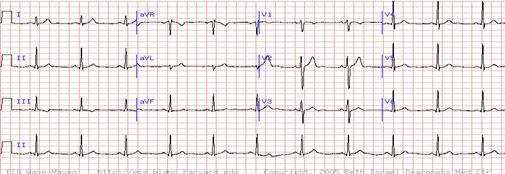 I aVR V1 V4
II aVL V2 V5
III aVF V3 V6
II
ECG Wave-Maven http://ecg.bidmc.harvard.edu Copyright, 2005 Beth Israel Deaconess Med Ctr